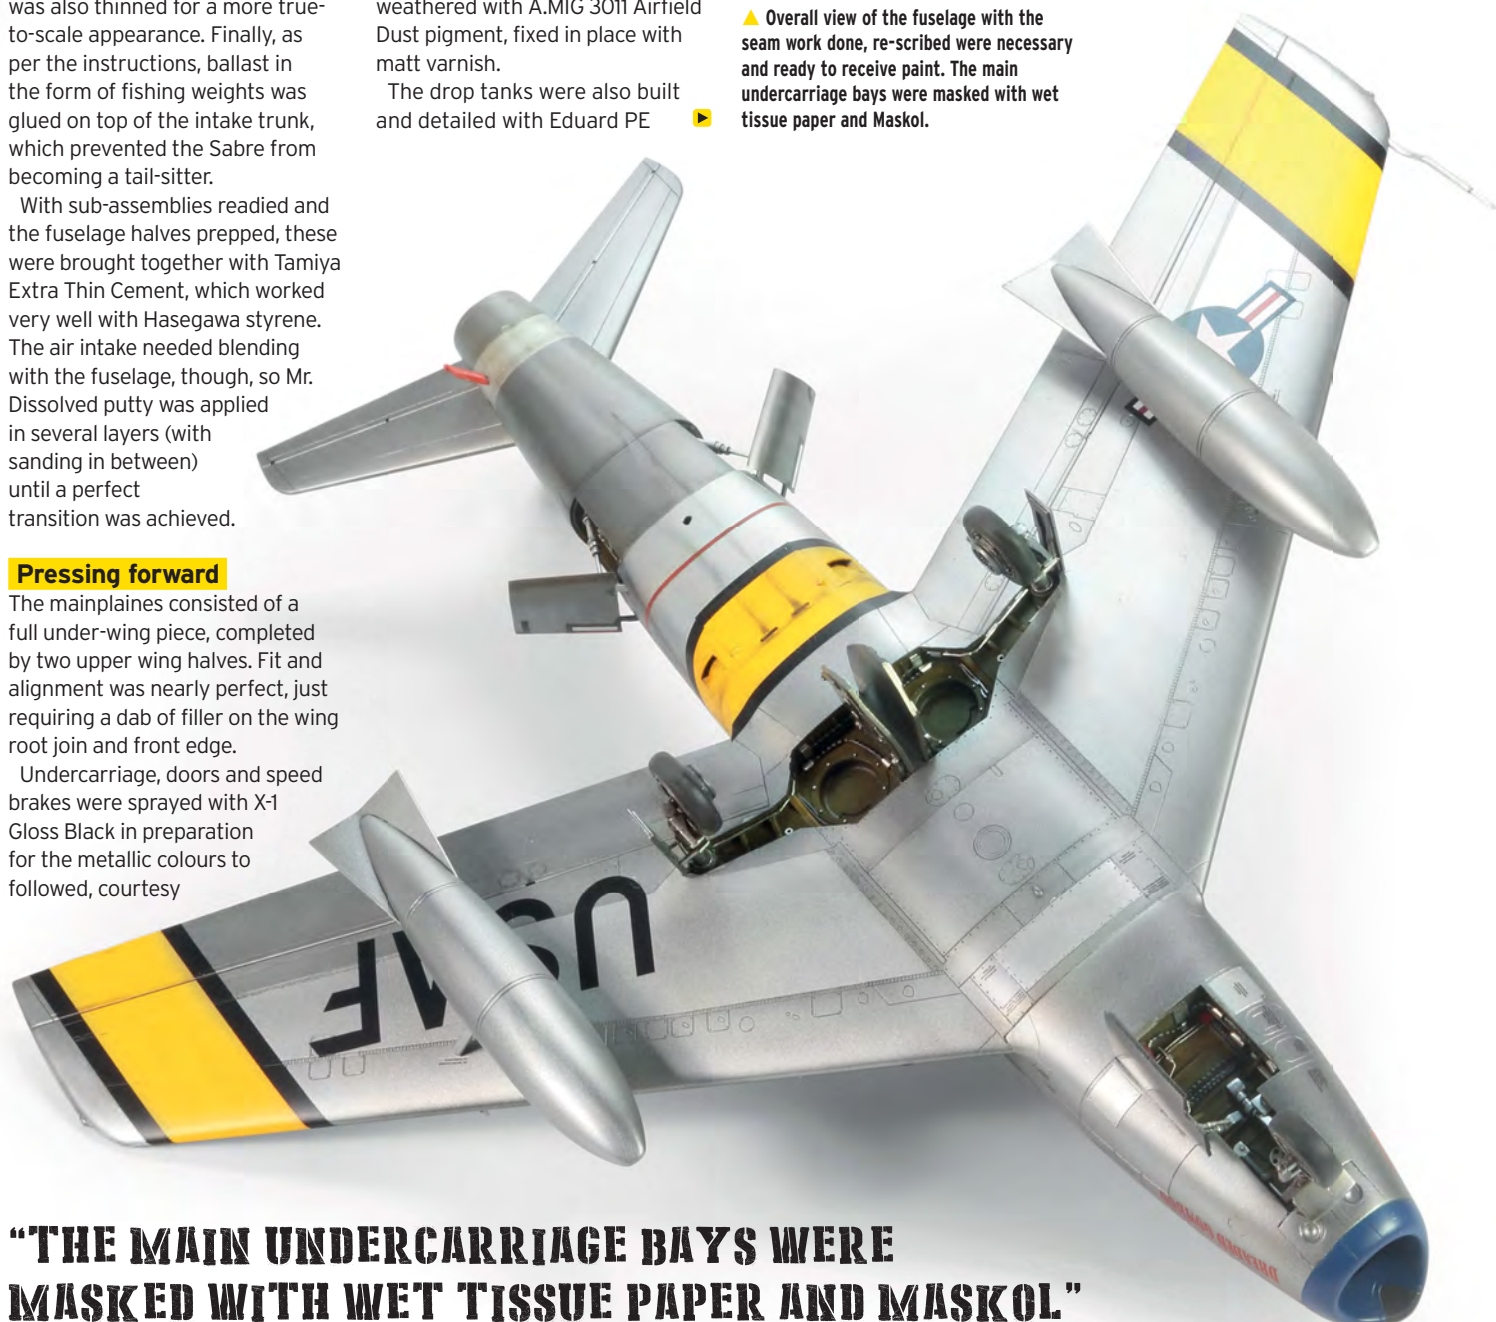 was also thinned for a more true-
to-scale appearance. Finally, as
per the instructions, ballast in
the form of fishing weights was
glued on top of the intake trunk,
which prevented the Sabre from
becoming a tail-sitter.
With sub-assemblies readied and
the fuselage halves prepped, these
were brought together with Tamiya
Extra Thin Cement, which worked
very well with Hasegawa styrene.
The air intake needed blending
with the fuselage, though, so Mr.
Dissolved putty was applied
in several layers (with
sanding in between)
until a perfect
transition was achieved.
Pressing forward
The mainplaines consisted of a
full under-wing piece, completed
by two upper wing halves. Fit and
alignment was nearly perfect, just
requiring a dab of filler on the wing
root join and front edge.
Undercarriage, doors and speed
brakes were sprayed with X-1
Gloss Black in preparation
for the metallic colours to
followed, courtesy
weathered with A.MIG 3011 Airfield
Dust pigment, fixed in place with
matt varnish.
The drop tanks were also built
and detailed with Eduard PE
Overall view of the fuselage with the
seam work done, re-scribed were necessary
and ready to receive paint. The main
undercarriage bays were masked with wet
tissue paper and Maskol.
USAF
“THE MAIN UNDERCARRIAGE BAYS WERE
MASKED WITH WET TISSUE PAPER AND MASKOL”